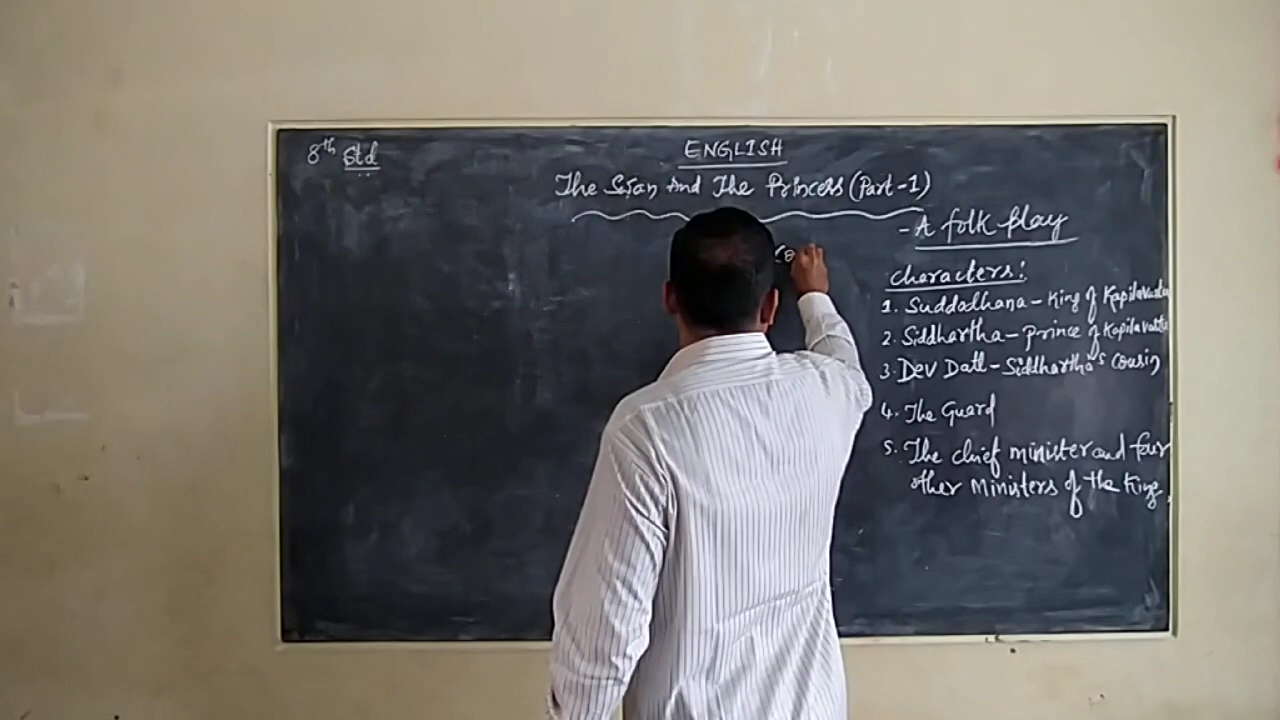 8th Std
ENGLISH
The Swan And The Princess (Part-1)
- A folk play
(8
characters:
1. Suddodhana - King of Kapilavastu
2. Siddhartha - prince of Kapilavattu
3. Dev Datt - Siddhartha's cousin
4. The Guard
5. The chief minister and four
other Ministers of the King.